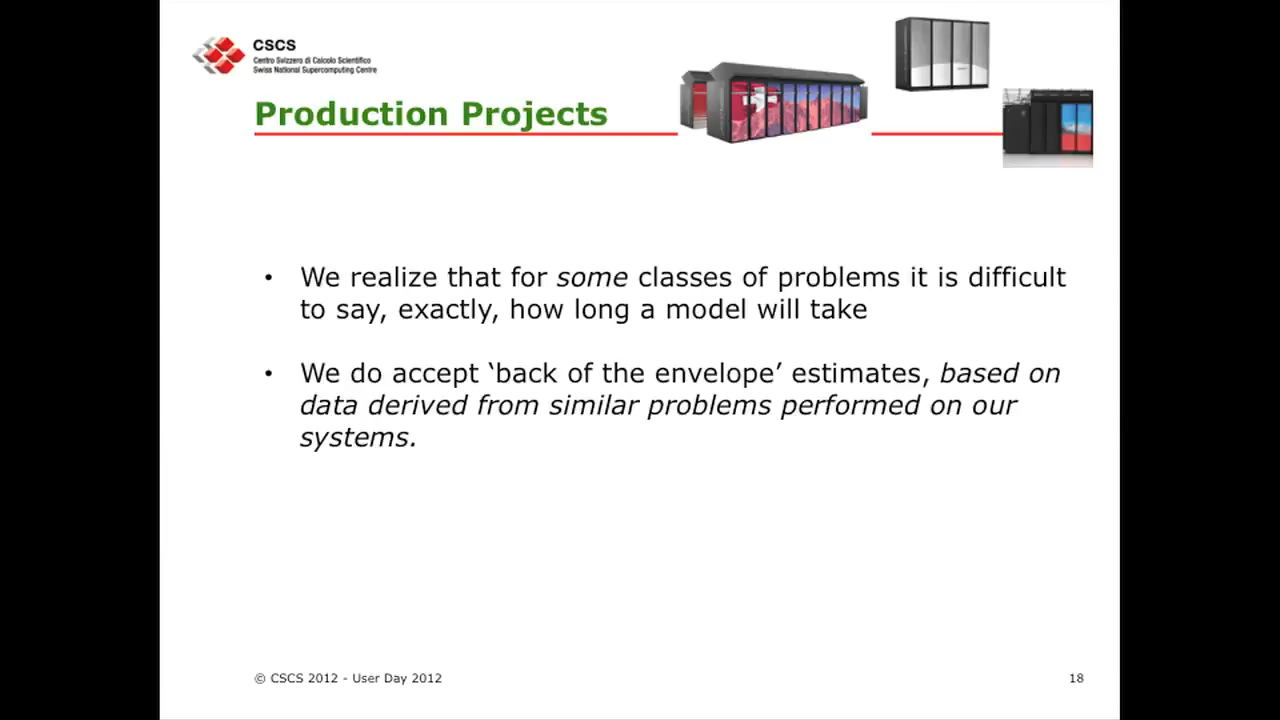 CSCS
Centro Svizzero di Calcolo Scientifico
Swiss National Supercomputing Centre
Production Projects
• We realize that for some classes of problems it is difficult
to say, exactly, how long a model will take
• We do accept ‘back of the envelope’ estimates, based on
data derived from similar problems performed on our
systems.
© CSCS 2012 - User Day 2012
18